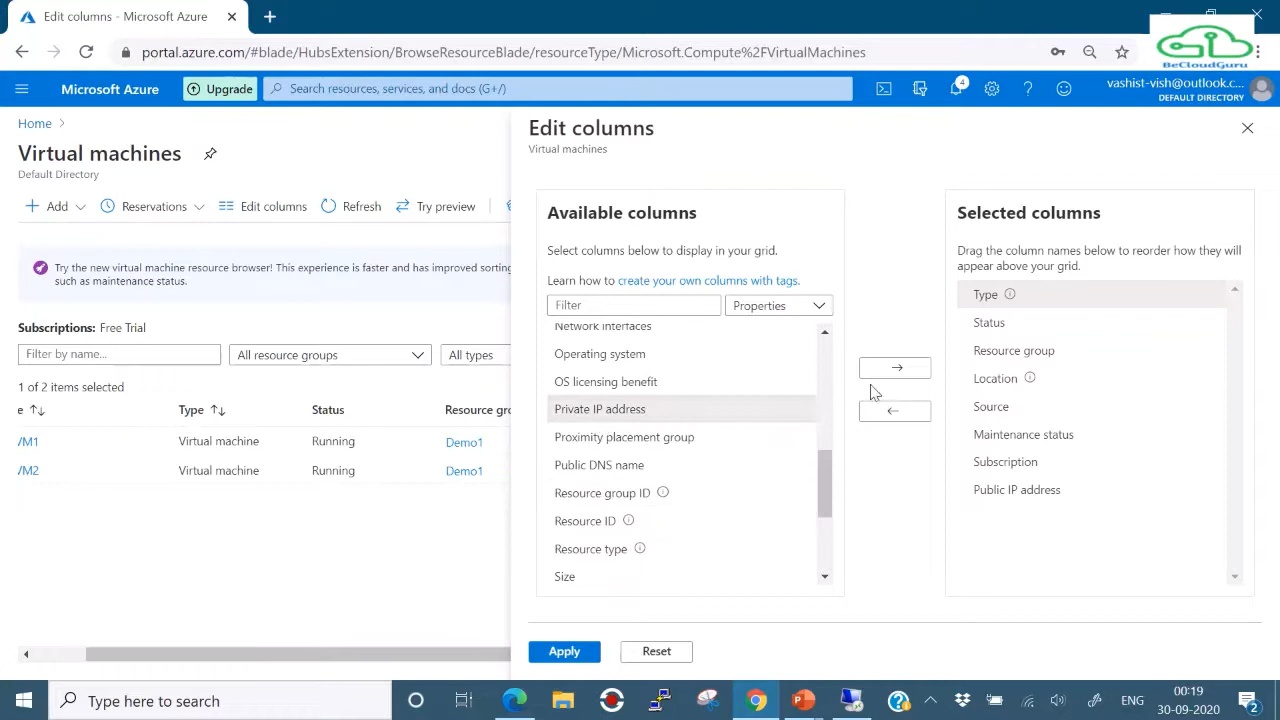 Edit columns - Microsoft Azure
portal.azure.com/#blade/HubsExtension/BrowseResourceBlade/resourceType/Microsoft.Compute%2FVirtualMachines
BeCloudGuru
Microsoft Azure
Upgrade
Search resources, services, and docs (G+/)
4
vashist-vish@outlook.c...
DEFAULT DIRECTORY
Home
Virtual machines
Default Directory
Add
Reservations
Edit columns
Refresh
Try preview
Try the new virtual machine resource browser! This experience is faster and has improved sorting
such as maintenance status.
Subscriptions: Free Trial
Filter by name...
All resource groups
All types
1 of 2 items selected
e
Type
Status
Resource gr
/M1
Virtual machine
Running
Demo1
/M2
Virtual machine
Running
Demo1
Edit columns
Virtual machines
Available columns
Select columns below to display in your grid.
Learn how to create your own columns with tags.
Filter
Properties
Network interfaces
Operating system
OS licensing benefit
Private IP address
Proximity placement group
Public DNS name
Resource group ID
Resource ID
Resource type
Size
Selected columns
Drag the column names below to reorder how they will
appear above your grid.
Type
Status
Resource group
Location
Source
Maintenance status
Subscription
Public IP address
Apply
Reset
Type here to search
ENG
00:19
30-09-2020
2